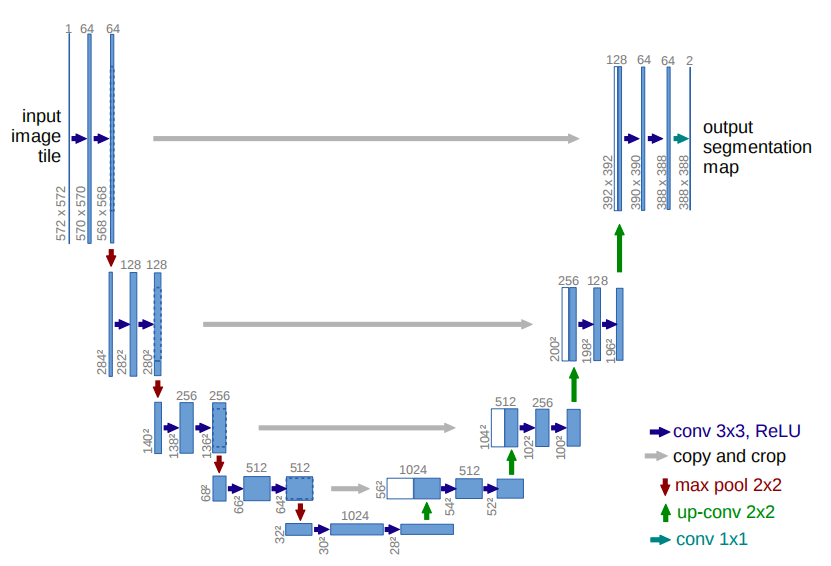 1 64 64
input
image
tile
572 x 572
570 x 570
568 x 568
128 64 64 2
392 x 392
390 x 390
388 x 388
388 x 388
output
segmentation
map
128 128
284²
282²
280²
256 128
200²
198²
196²
256 256
140²
138²
136²
512 256
104²
102²
100²
512 512
68²
66²
64²
1024 512
56²
54²
52²
1024
32²
30²
28²
conv 3x3, ReLU
copy and crop
max pool 2x2
up-conv 2x2
conv 1x1